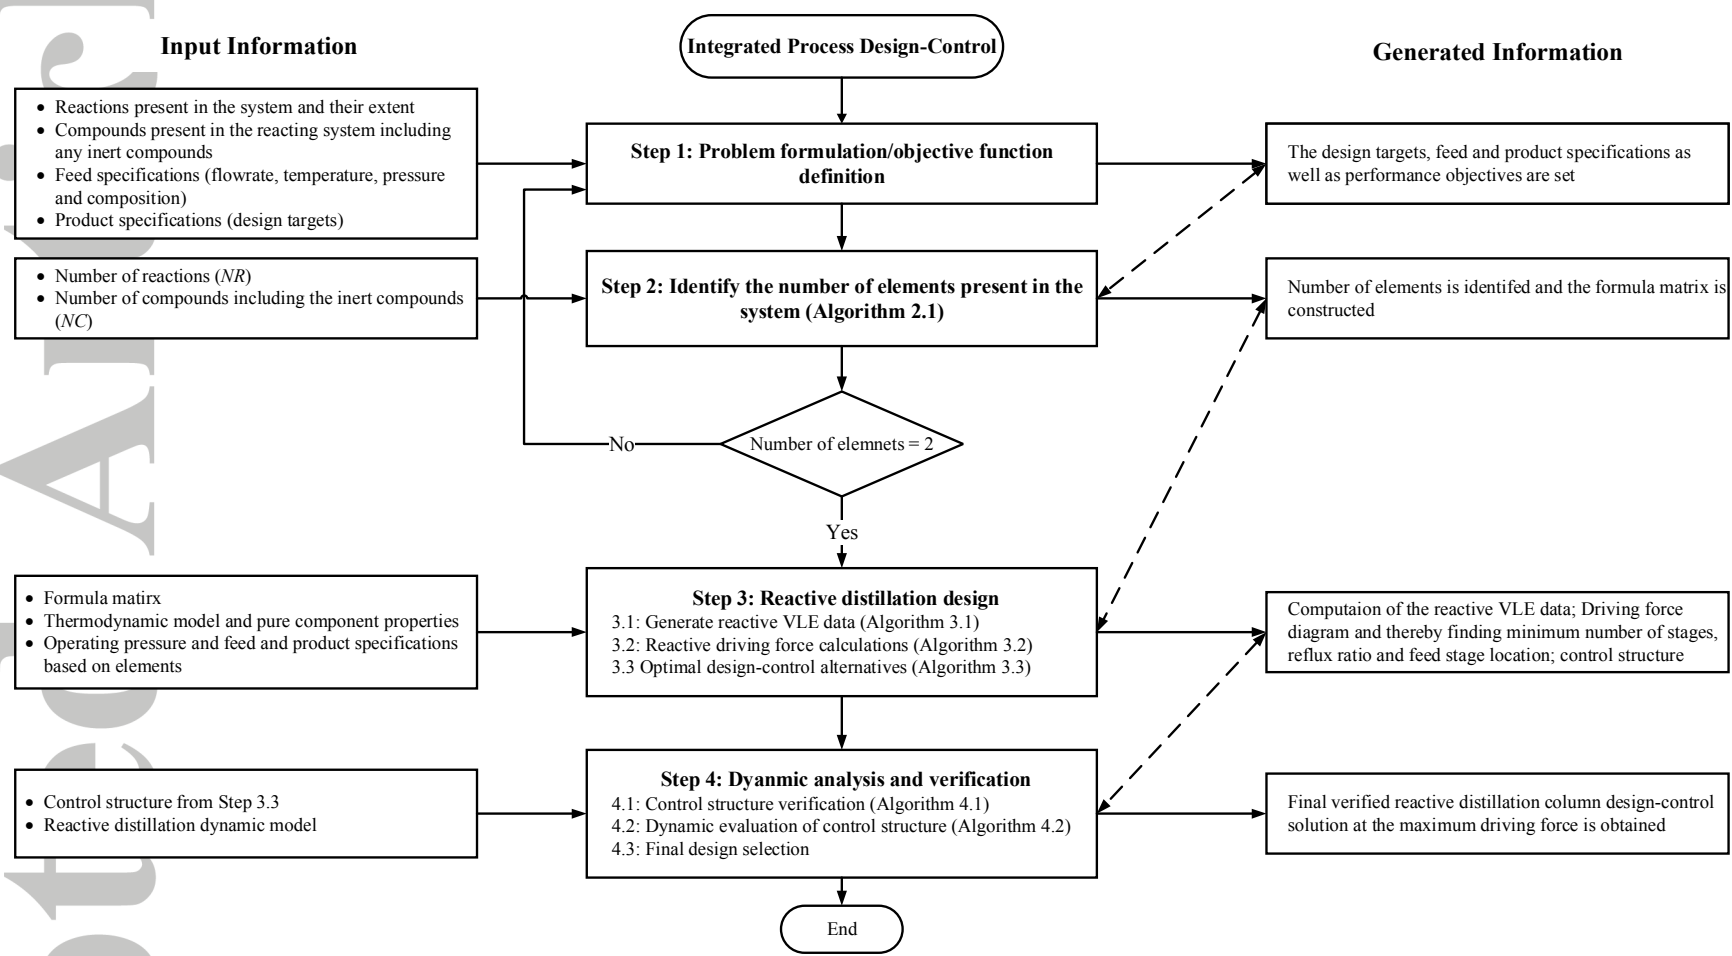 Input Information
Integrated Process Design-Control
Generated Information
• Reactions present in the system and their extent
• Compounds present in the reacting system including
any inert compounds
• Feed specifications (flowrate, temperature, pressure
and composition)
• Product specifications (design targets)
Step 1: Problem formulation/objective function
definition
The design targets, feed and product specifications as
well as performance objectives are set
• Number of reactions (NR)
• Number of compounds including the inert compounds
(NC)
Step 2: Identify the number of elements present in the
system (Algorithm 2.1)
Number of elements is identifed and the formula matrix is
constructed
Number of elemnets = 2
No
Yes
• Formula matirx
• Thermodynamic model and pure component properties
• Operating pressure and feed and product specifications
based on elements
Step 3: Reactive distillation design
3.1: Generate reactive VLE data (Algorithm 3.1)
3.2: Reactive driving force calculations (Algorithm 3.2)
3.3 Optimal design-control alternatives (Algorithm 3.3)
Computaion of the reactive VLE data; Driving force
diagram and thereby finding minimum number of stages,
reflux ratio and feed stage location; control structure
• Control structure from Step 3.3
• Reactive distillation dynamic model
Step 4: Dyanmic analysis and verification
4.1: Control structure verification (Algorithm 4.1)
4.2: Dynamic evaluation of control structure (Algorithm 4.2)
4.3: Final design selection
Final verified reactive distillation column design-control
solution at the maximum driving force is obtained
End